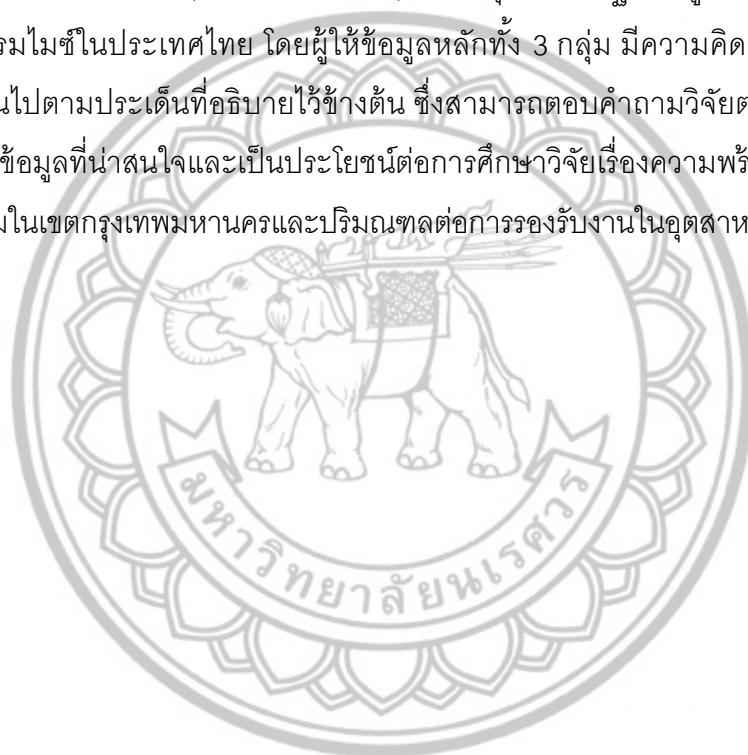 รมไมซ์ในประเทศไทย โดยผู้ให้ข้อมูลหลักทั้ง 3 กลุ่ม มีความคิด
นไปตามประเด็นที่อธิบายไว้ข้างต้น ซึ่งสามารถตอบคำถามวิจัยต
ข้อมูลที่น่าสนใจและเป็นประโยชน์ต่อการศึกษาวิจัยเรื่องความพร้
มในเขตกรุงเทพมหานครและปริมณฑลต่อการรองรับงานในอุตสาห
มหาวิทยาลัยนเรศวร